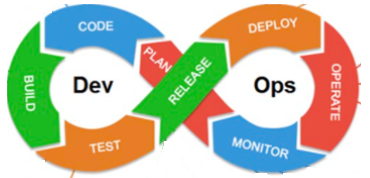 CODE
DEPLOY
PLAN
BUILD
Dev
RELEASE
Ops
OPERATE
TEST
MONITOR